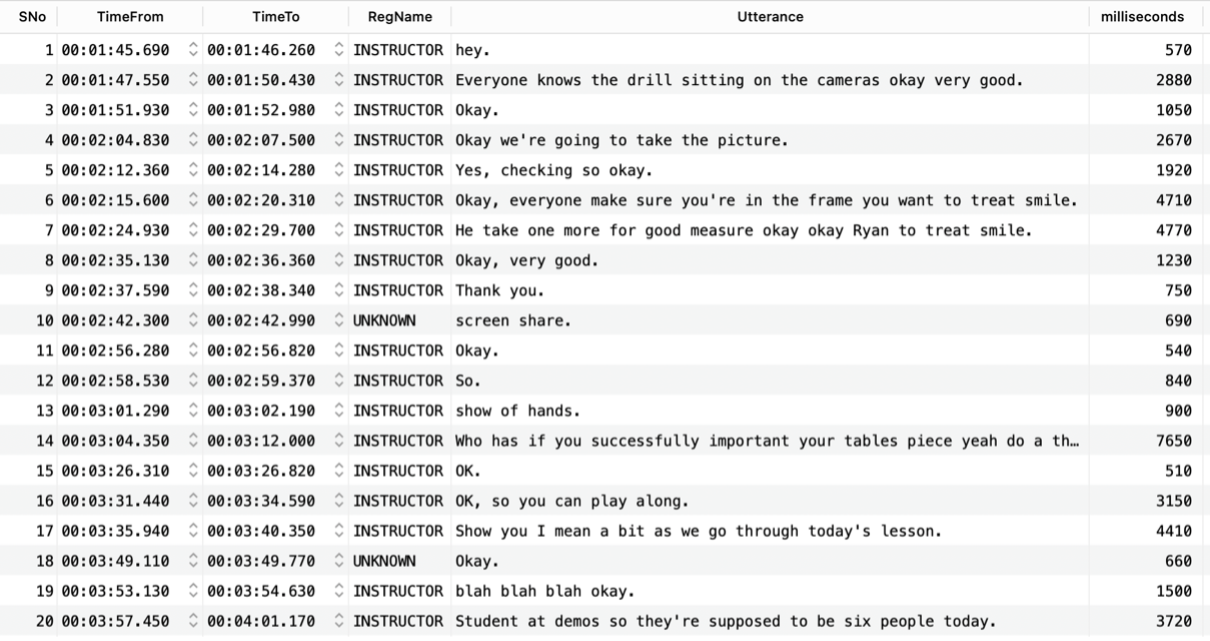 SNo TimeFrom TimeTo RegName Utterance milliseconds
1 00:01:45.690 00:01:46.260 INSTRUCTOR hey. 570
2 00:01:47.550 00:01:50.430 INSTRUCTOR Everyone knows the drill sitting on the cameras okay very good. 2880
3 00:01:51.930 00:01:52.980 INSTRUCTOR Okay. 1050
4 00:02:04.830 00:02:07.500 INSTRUCTOR Okay we're going to take the picture. 2670
5 00:02:12.360 00:02:14.280 INSTRUCTOR Yes, checking so okay. 1920
6 00:02:15.600 00:02:20.310 INSTRUCTOR Okay, everyone make sure you're in the frame you want to treat smile. 4710
7 00:02:24.930 00:02:29.700 INSTRUCTOR He take one more for good measure okay okay Ryan to treat smile. 4770
8 00:02:35.130 00:02:36.360 INSTRUCTOR Okay, very good. 1230
9 00:02:37.590 00:02:38.340 INSTRUCTOR Thank you. 750
10 00:02:42.300 00:02:42.990 UNKNOWN screen share. 690
11 00:02:56.280 00:02:56.820 INSTRUCTOR Okay. 540
12 00:02:58.530 00:02:59.370 INSTRUCTOR So. 840
13 00:03:01.290 00:03:02.190 INSTRUCTOR show of hands. 900
14 00:03:04.350 00:03:12.000 INSTRUCTOR Who has if you successfully important your tables piece yeah do a th… 7650
15 00:03:26.310 00:03:26.820 INSTRUCTOR OK. 510
16 00:03:31.440 00:03:34.590 INSTRUCTOR OK, so you can play along. 3150
17 00:03:35.940 00:03:40.350 INSTRUCTOR Show you I mean a bit as we go through today's lesson. 4410
18 00:03:49.110 00:03:49.770 UNKNOWN Okay. 660
19 00:03:53.130 00:03:54.630 INSTRUCTOR blah blah blah okay. 1500
20 00:03:57.450 00:04:01.170 INSTRUCTOR Student at demos so they're supposed to be six people today. 3720